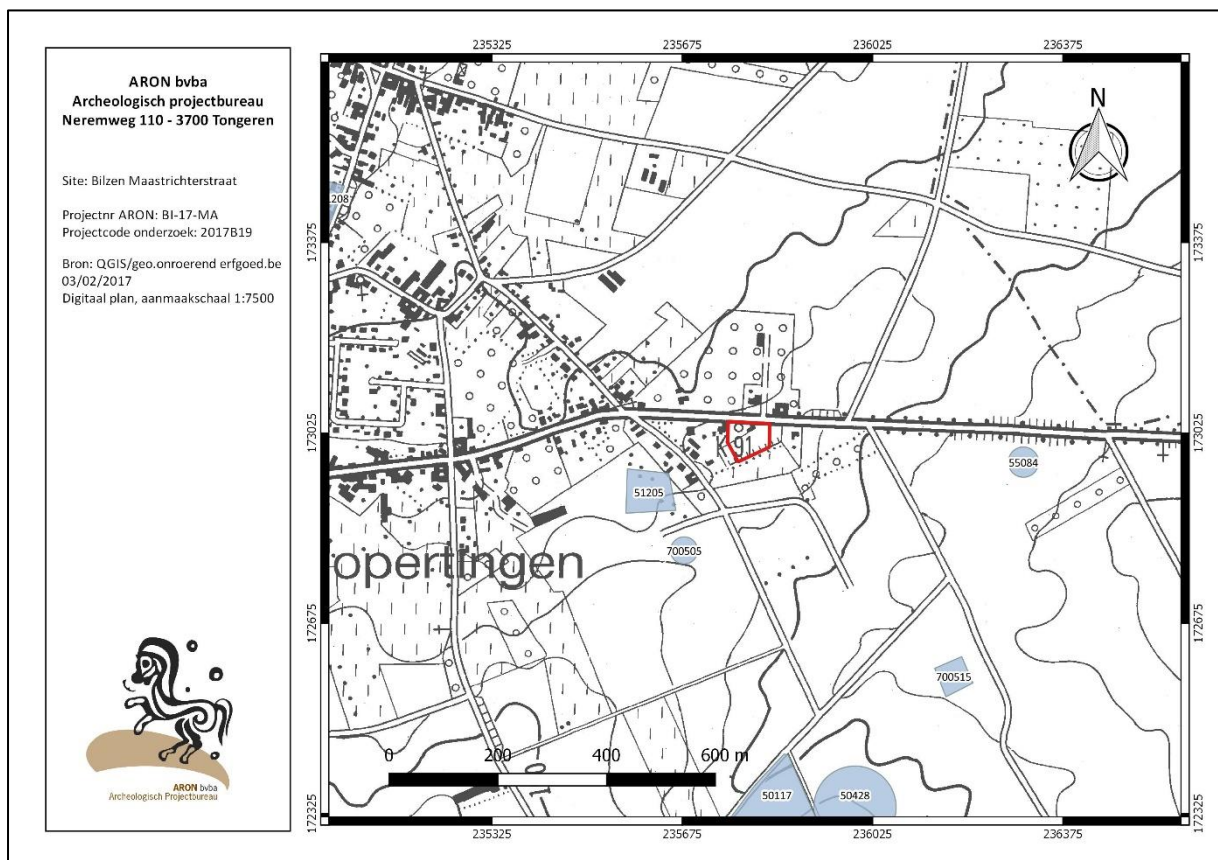 ARON bvba
Archeologisch projectbureau
Neremweg 110 - 3700 Tongeren
Site: Bilzen Maastrichterstraat
Projectnr ARON: BI-17-MA
Projectcode onderzoek: 2017B19
Bron: QGIS/geo.onroerend erfgoed.be
03/02/2017
Digitaal plan, aanmaakschaal 1:7500
ARON bvba
Archeologisch Projectbureau
235325 235675 236025 236375
N
173375 173375
208
173025 173025
K 91
55084
51205
700505
opertingen
172675 172675
700515
0 200 400 600 m
50117 50428
172325 172325
235325 235675 236025 236375